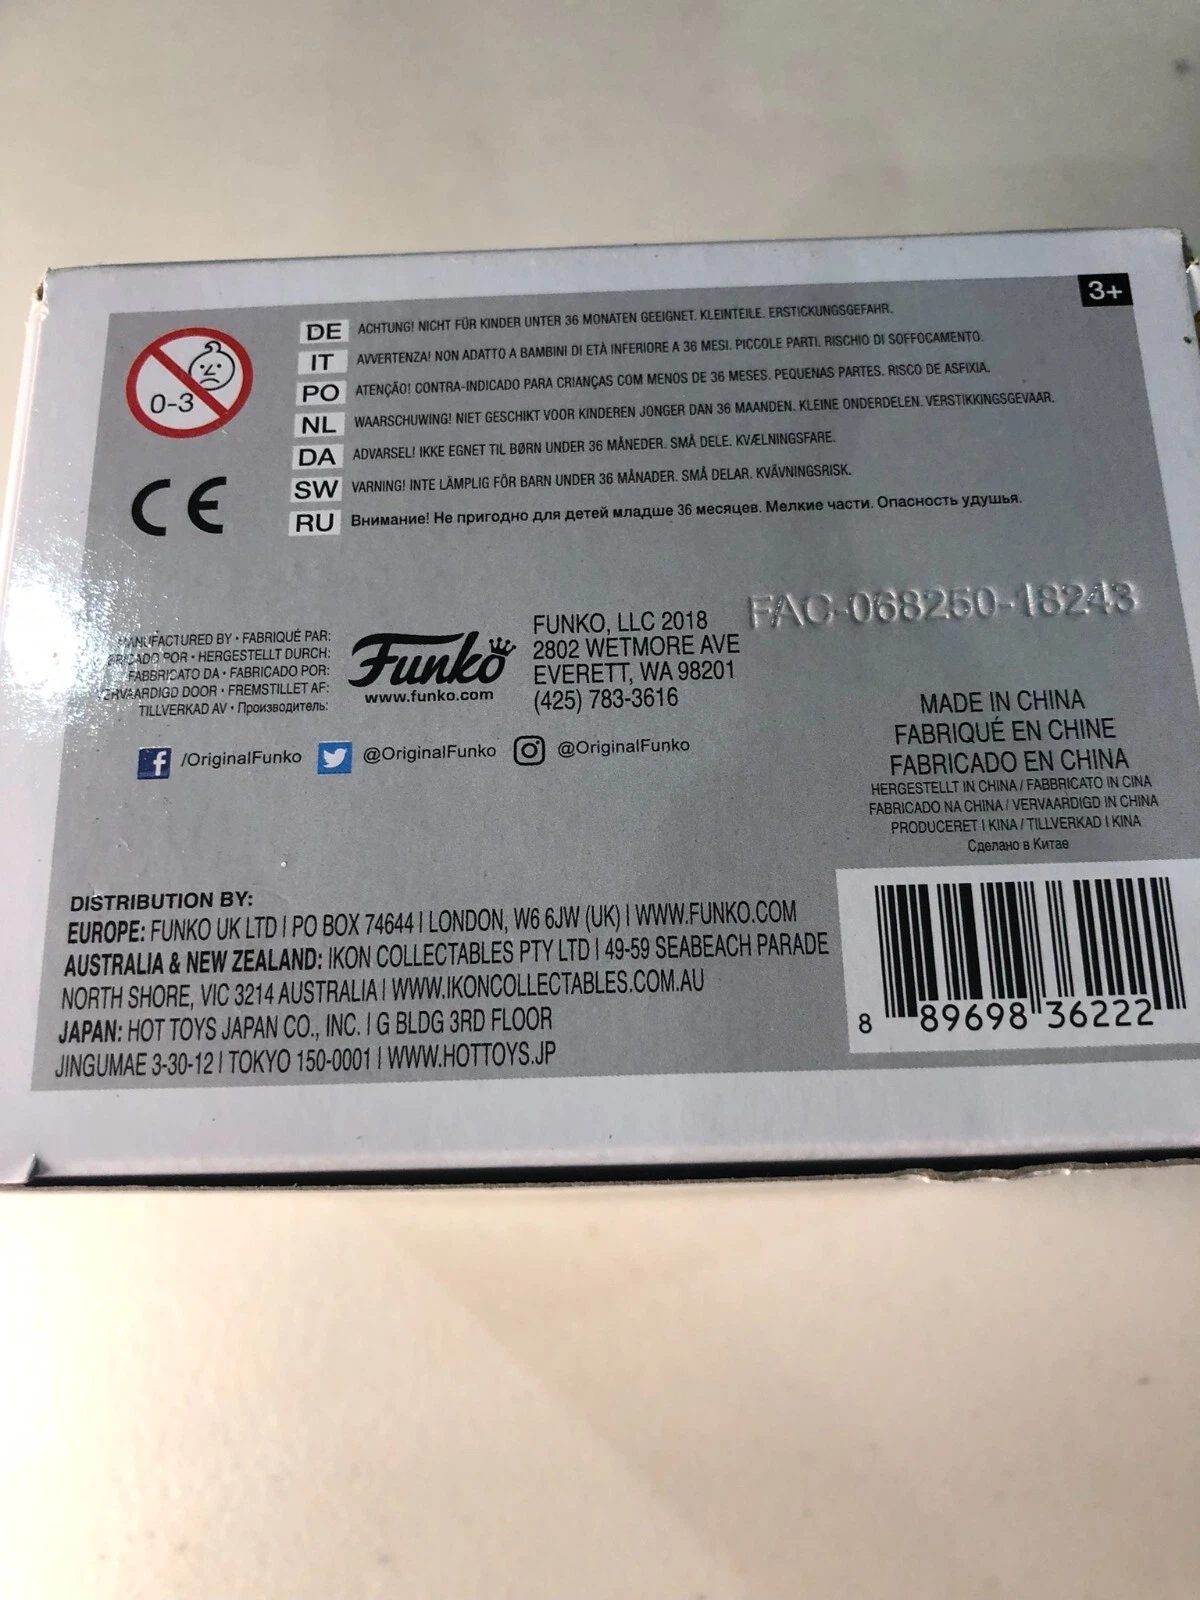 3+
0-3
DE ACHTUNG! NICHT FÜR KINDER UNTER 36 MONATEN GEEIGNET. KLEINTEILE. ERSTICKUNGSGEFAHR.
IT AVVERTENZA! NON ADATTO A BAMBINI DI ETÀ INFERIORE A 36 MESI. PICCOLE PARTI. RISCHIO DI SOFFOCAMENTO.
PO ATENÇÃO! CONTRA-INDICADO PARA CRIANÇAS COM MENOS DE 36 MESES. PEQUENAS PARTES. RISCO DE ASFIXIA.
NL WAARSCHUWING! NIET GESCHIKT VOOR KINDEREN JONGER DAN 36 MAANDEN. KLEINE ONDERDELEN. VERSTIKKINGSGEVAAR.
DA ADVARSEL! IKKE EGNET TIL BØRN UNDER 36 MÅNEDER. SMÅ DELE. KVÆLNINGSFARE.
SW VARNING! INTE LÄMPLIG FÖR BARN UNDER 36 MÅNADER. SMÅ DELAR. KVÄVNINGSRISK.
RU Внимание! Не пригодно для детей младше 36 месяцев. Мелкие части. Опасность удушья.
CE
FAC-068250-18243
MANUFACTURED BY • FABRIQUÉ PAR:
POR • HERGESTELLT DURCH:
FABBRICATO DA • FABRICADO POR:
DOOR • FREMSTILLET AF:
TILLVERKAD AV • Производитель:
Funko
www.funko.com
FUNKO, LLC 2018
2802 WETMORE AVE
EVERETT, WA 98201
(425) 783-3616
/OriginalFunko @OriginalFunko @OriginalFunko
MADE IN CHINA
FABRIQUÉ EN CHINE
FABRICADO EN CHINA
HERGESTELLT IN CHINA / FABBRICATO IN CINA
FABRICADO NA CHINA / VERVAARDIGD IN CHINA
PRODUCERET I KINA / TILLVERKAD I KINA
Сделано в Китае
DISTRIBUTION BY:
EUROPE: FUNKO UK LTD | PO BOX 74644 | LONDON, W6 6JW (UK) | WWW.FUNKO.COM
AUSTRALIA & NEW ZEALAND: IKON COLLECTABLES PTY LTD | 49-59 SEABEACH PARADE
NORTH SHORE, VIC 3214 AUSTRALIA | WWW.IKONCOLLECTABLES.COM.AU
JAPAN: HOT TOYS JAPAN CO., INC. | G BLDG 3RD FLOOR
JINGUMAE 3-30-12 | TOKYO 150-0001 | WWW.HOTTOYS.JP
8 89698 36222